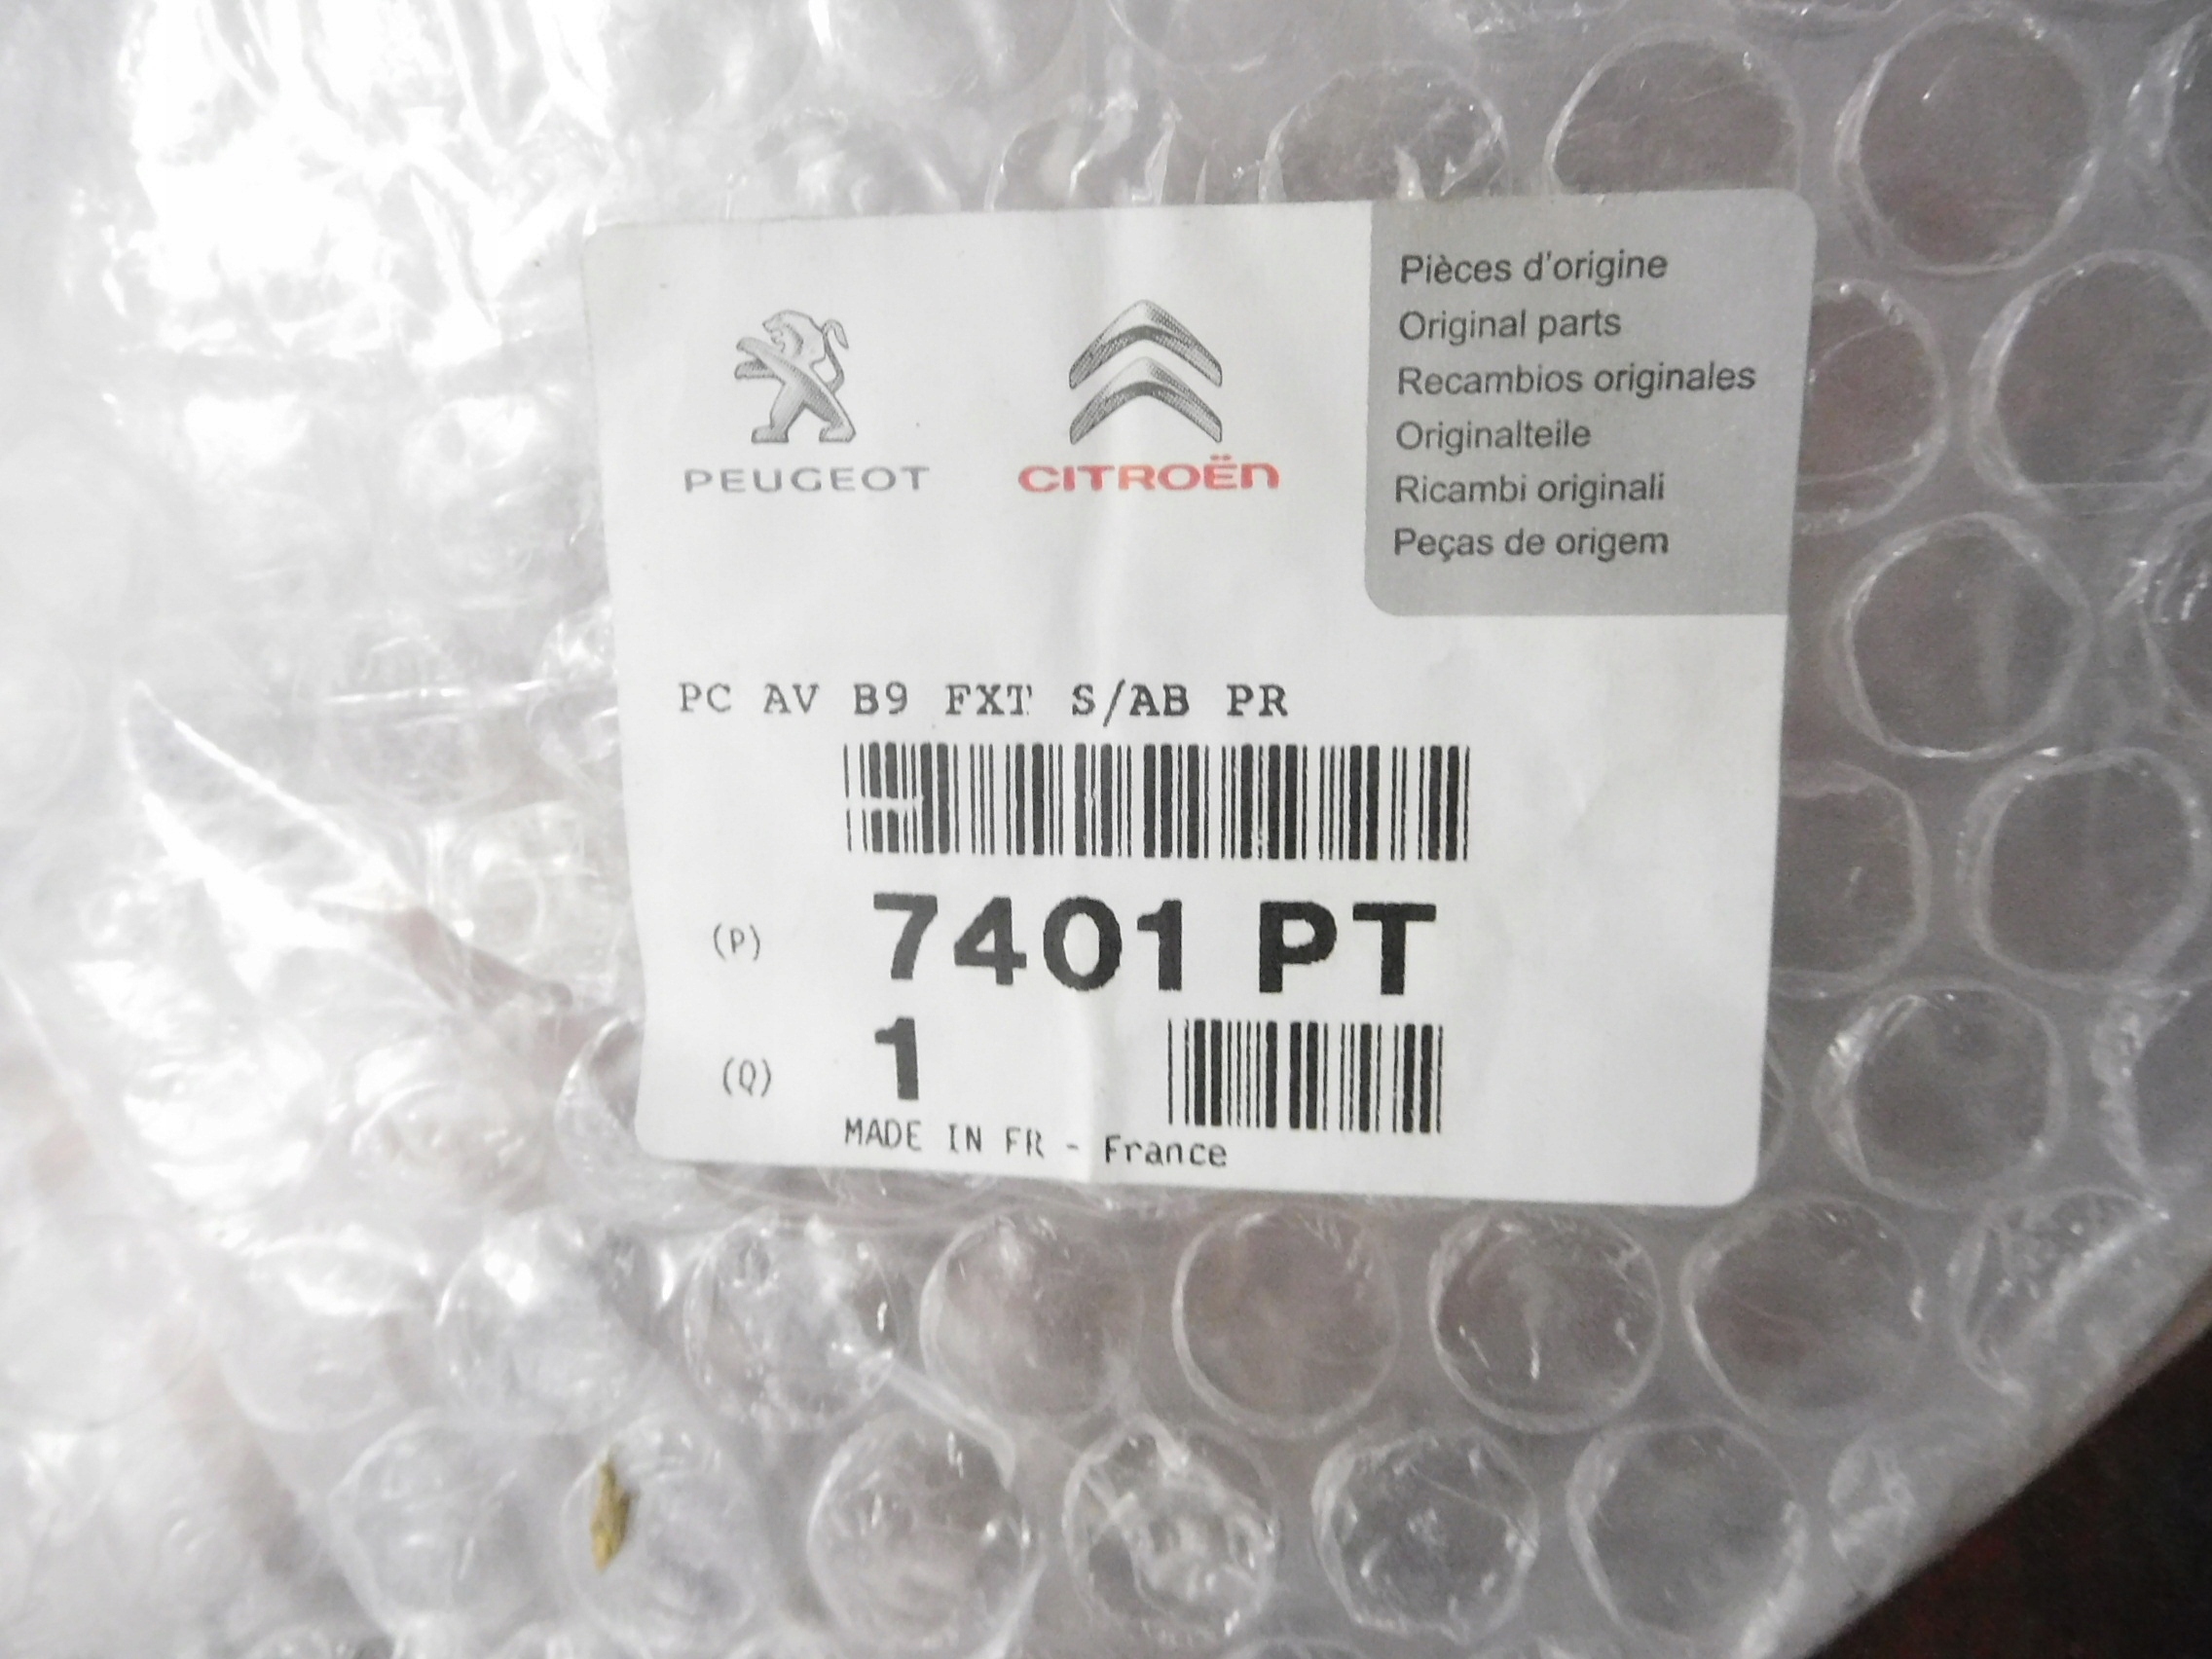 PEUGEOT
CITROËN
Pièces d'origine
Original parts
Recambios originales
Originalteile
Ricambi originali
Peças de origem
PC AV B9 FXT S/AB PR
(P) 7401 PT
(Q) 1
MADE IN FR - France